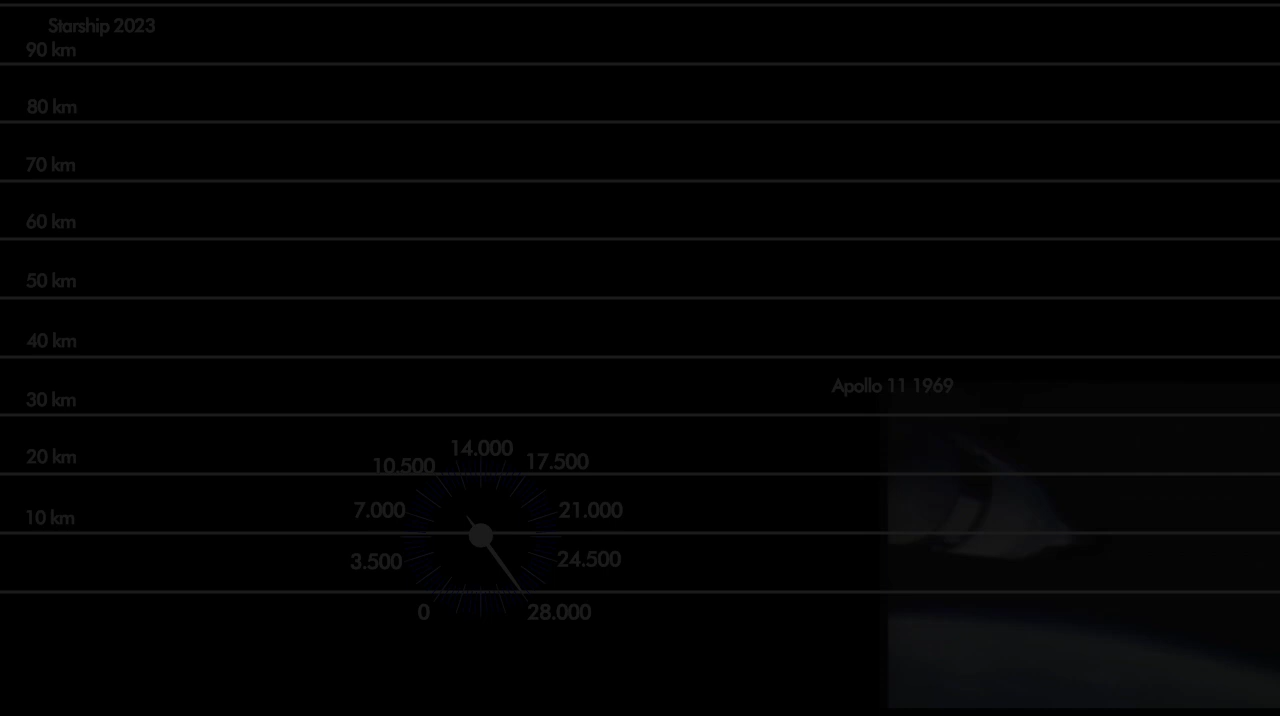 Starship 2023
90 km
80 km
70 km
60 km
50 km
40 km
Apollo 11 1969
30 km
14.000
20 km
10.500
17.500
7.000
21.000
10 km
3.500
24.500
0
28.000